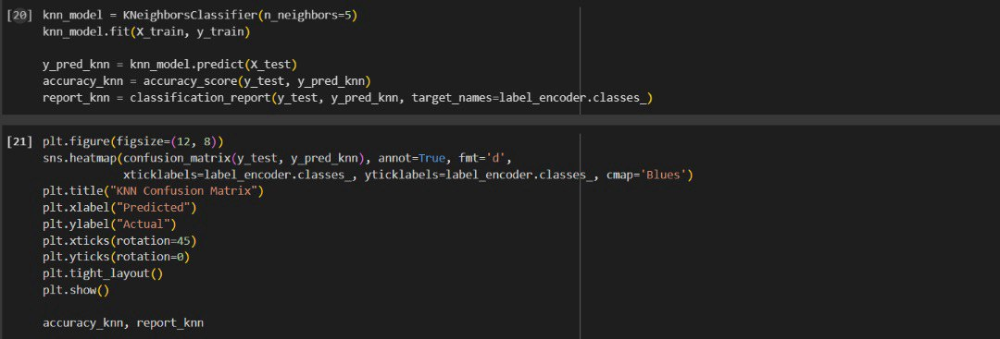 [20] knn_model = KNeighborsClassifier(n_neighbors=5)
knn_model.fit(X_train, y_train)
y_pred_knn = knn_model.predict(X_test)
accuracy_knn = accuracy_score(y_test, y_pred_knn)
report_knn = classification_report(y_test, y_pred_knn, target_names=label_encoder.classes_)
[21] plt.figure(figsize=(12, 8))
sns.heatmap(confusion_matrix(y_test, y_pred_knn), annot=True, fmt='d',
xticklabels=label_encoder.classes_, yticklabels=label_encoder.classes_, cmap='Blues')
plt.title("KNN Confusion Matrix")
plt.xlabel("Predicted")
plt.ylabel("Actual")
plt.xticks(rotation=45)
plt.yticks(rotation=0)
plt.tight_layout()
plt.show()
accuracy_knn, report_knn